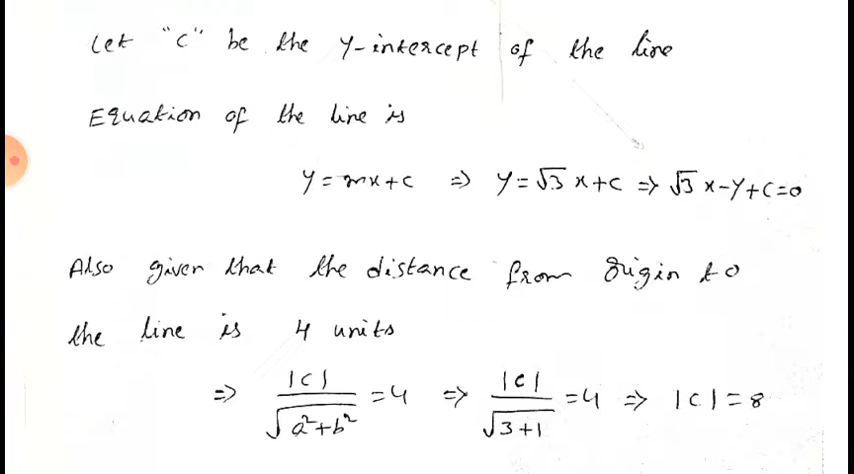 Let "c" be the y-intercept of the line
Equation of the line is
y = mx+c ⇒ y = √3 x + c ⇒ √3 x - y + c = 0
Also given that the distance from origin to
the line is 4 units
⇒ |c| / √(a²+b²) = 4 ⇒ |c| / √(3+1) = 4 ⇒ |c| = 8